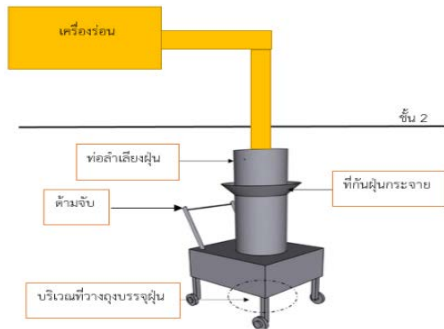 เครื่องร่อน
ชั้น 2
ท่อลำเลียงฝุ่น
ที่กันฝุ่นกระจาย
ด้ามจับ
บริเวณที่วางถุงบรรจุฝุ่น